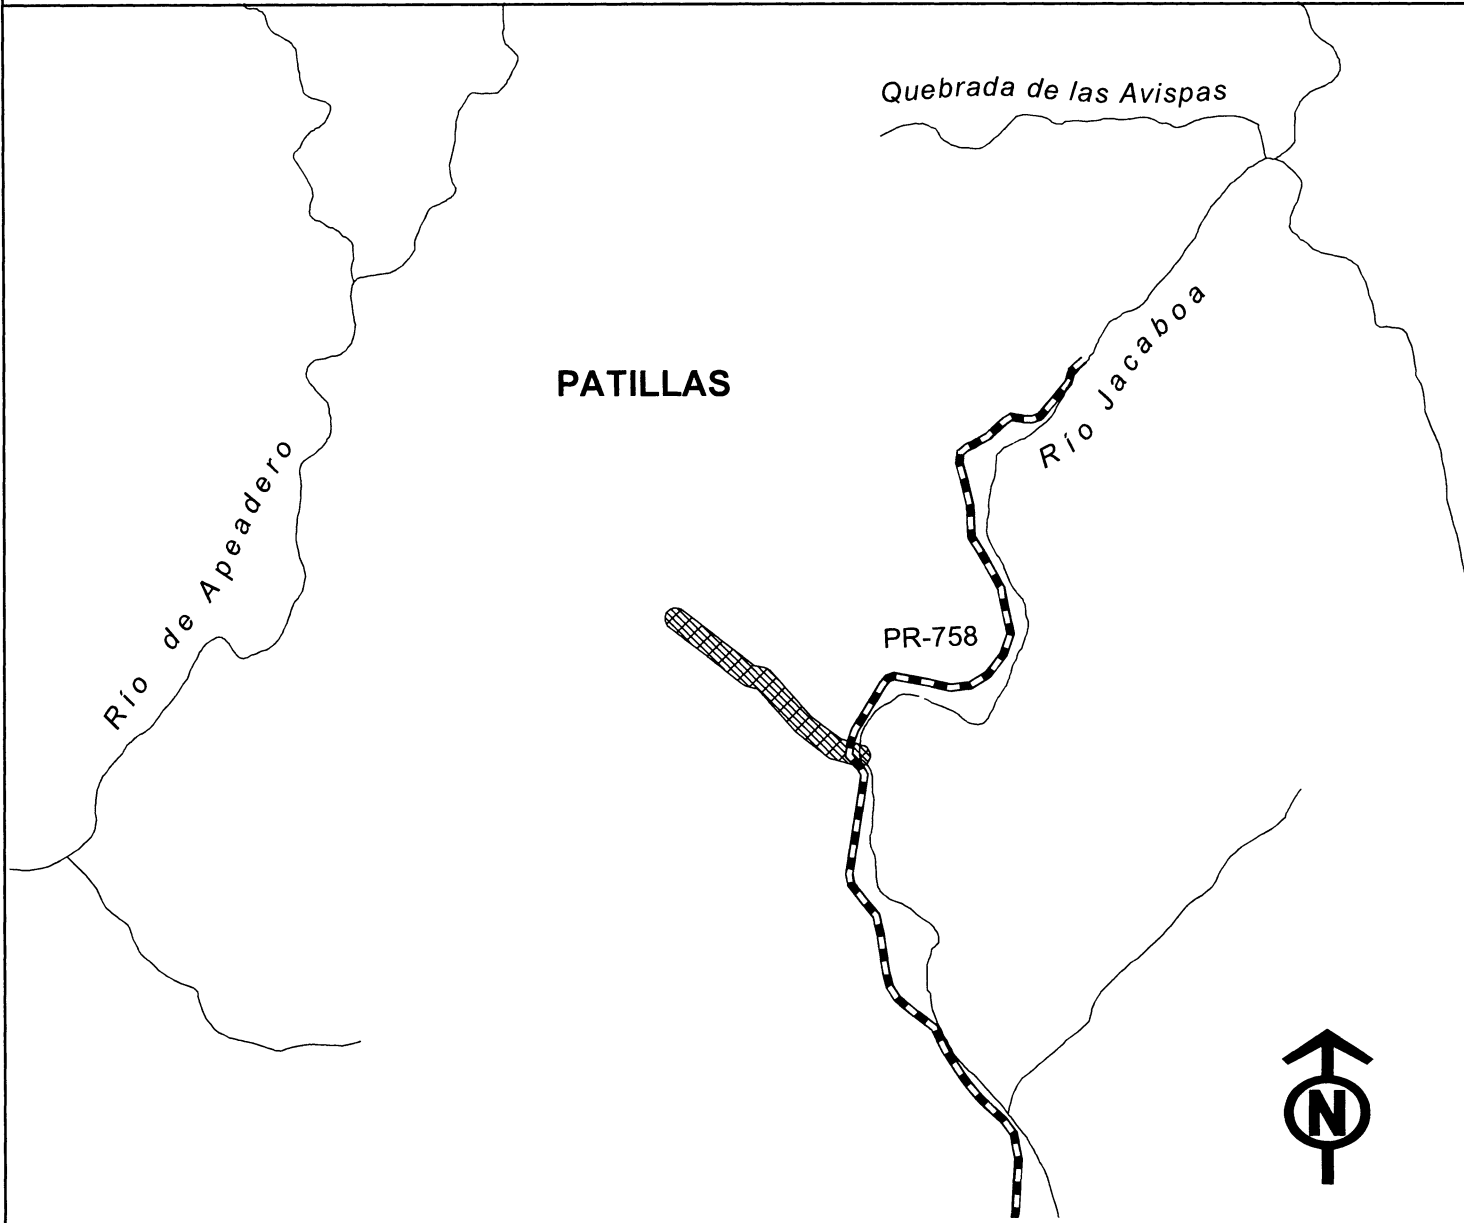 Quebrada de las Avispas
Río Jacaboa
PATILLAS
Río de Apeadero
PR-758
N